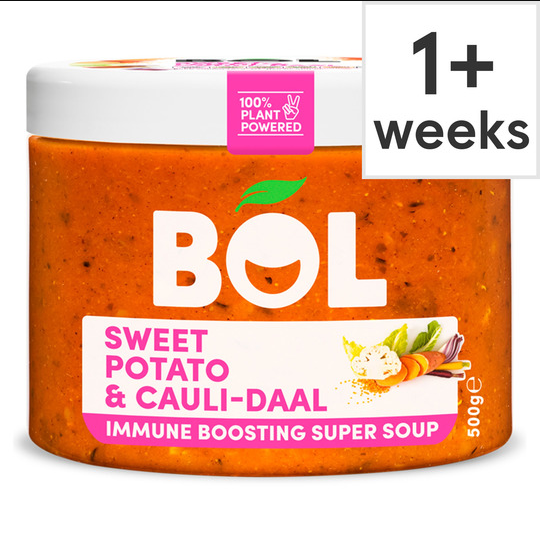 1+
weeks
100%
PLANT
POWERED
BOL
SWEET
POTATO
& CAULI-DAAL
IMMUNE BOOSTING SUPER SOUP
500g℮